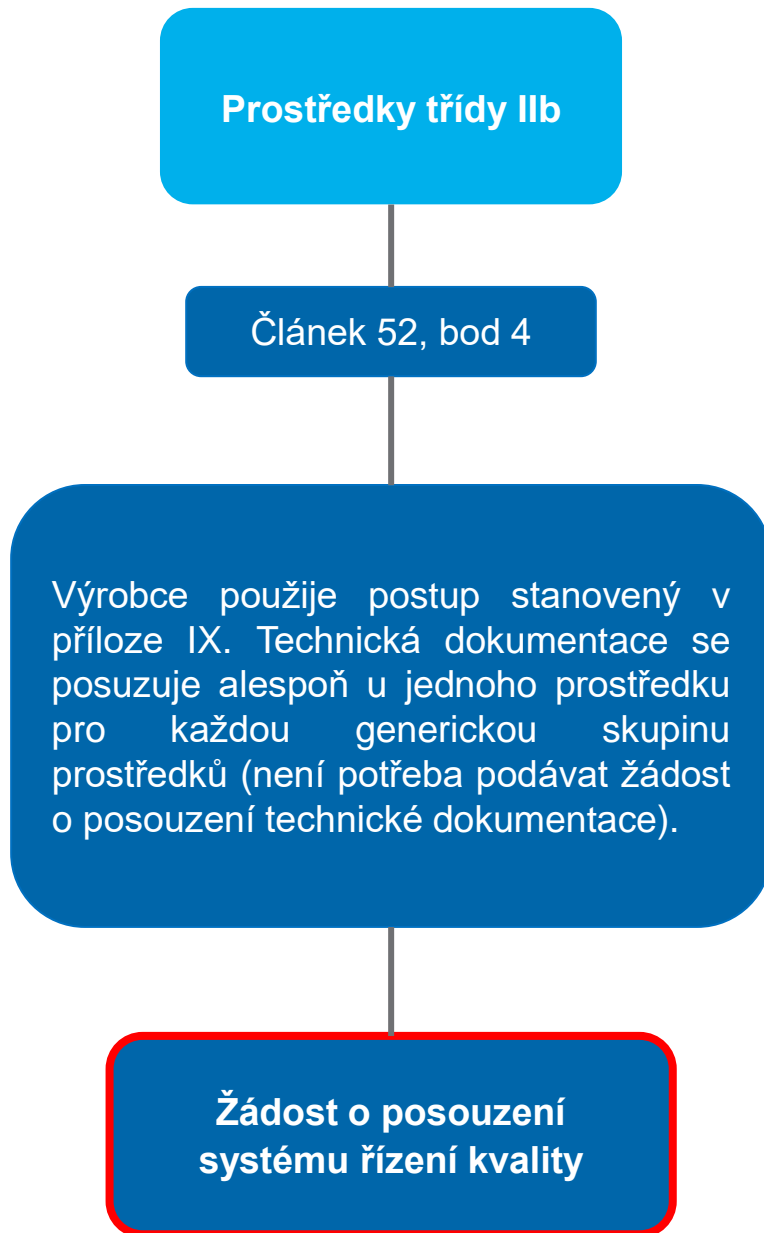 Prostředky třídy IIb
Článek 52, bod 4
Výrobce použije postup stanovený v
příloze IX. Technická dokumentace se
posuzuje alespoň u jednoho prostředku
pro každou generickou skupinu
prostředků (není potřeba podávat žádost
o posouzení technické dokumentace).
Žádost o posouzení
systému řízení kvality